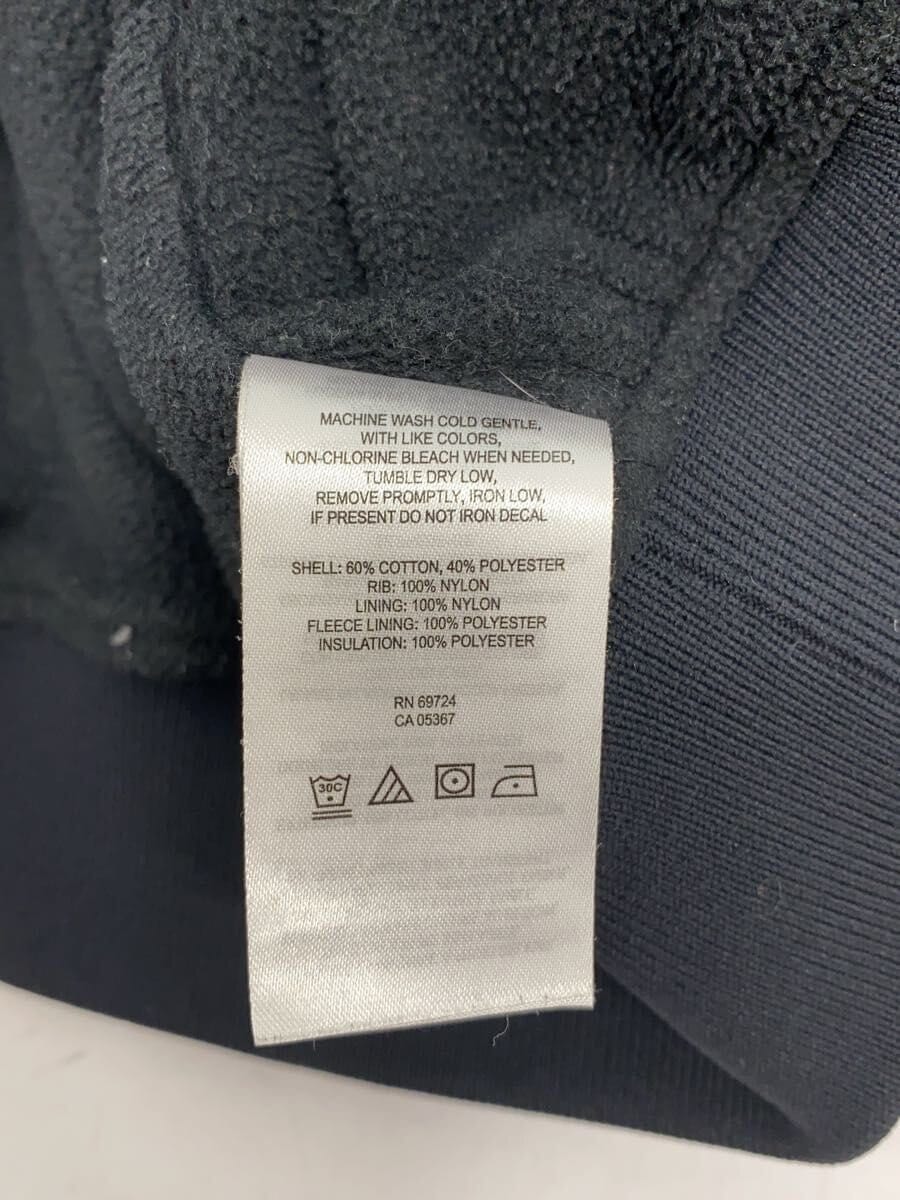 MACHINE WASH COLD GENTLE,
WITH LIKE COLORS,
NON-CHLORINE BLEACH WHEN NEEDED,
TUMBLE DRY LOW,
REMOVE PROMPTLY, IRON LOW,
IF PRESENT DO NOT IRON DECAL
SHELL: 60% COTTON, 40% POLYESTER
RIB: 100% NYLON
LINING: 100% NYLON
FLEECE LINING: 100% POLYESTER
INSULATION: 100% POLYESTER
RN 69724
CA 05367
30C